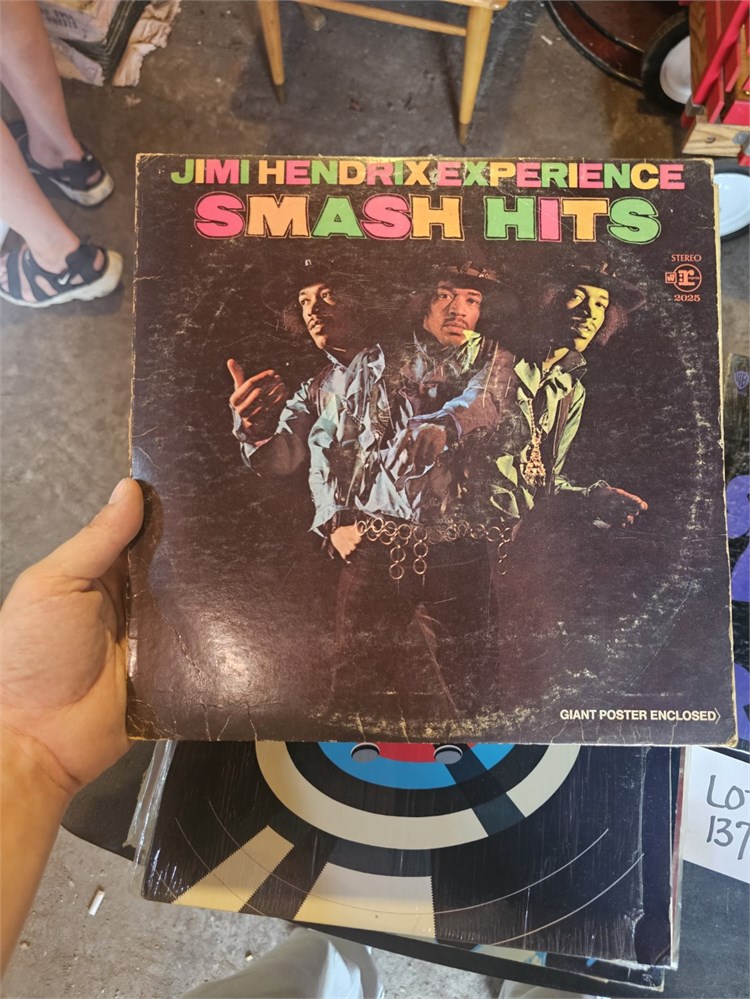 JIMI HENDRIX EXPERIENCE
SMASH HITS
STEREO
r
2025
GIANT POSTER ENCLOSED
LOT
137